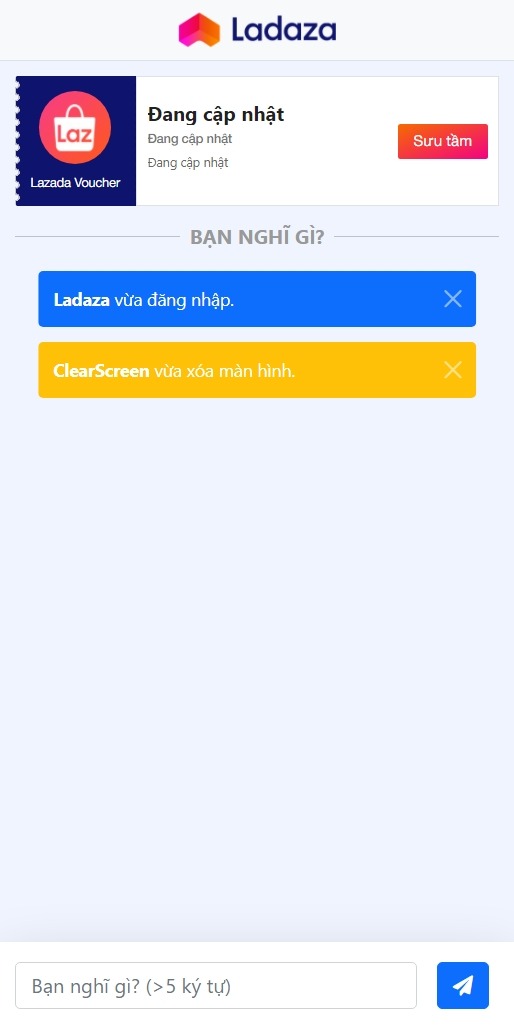 Ladaza
Đang cập nhật
Laz
Đang cập nhật
Sưu tầm
Đang cập nhật
Lazada Voucher
BẠN NGHĨ GÌ?
Ladaza vừa đăng nhập.
ClearScreen vừa xóa màn hình.
Bạn nghĩ gì? (>5 ký tự)